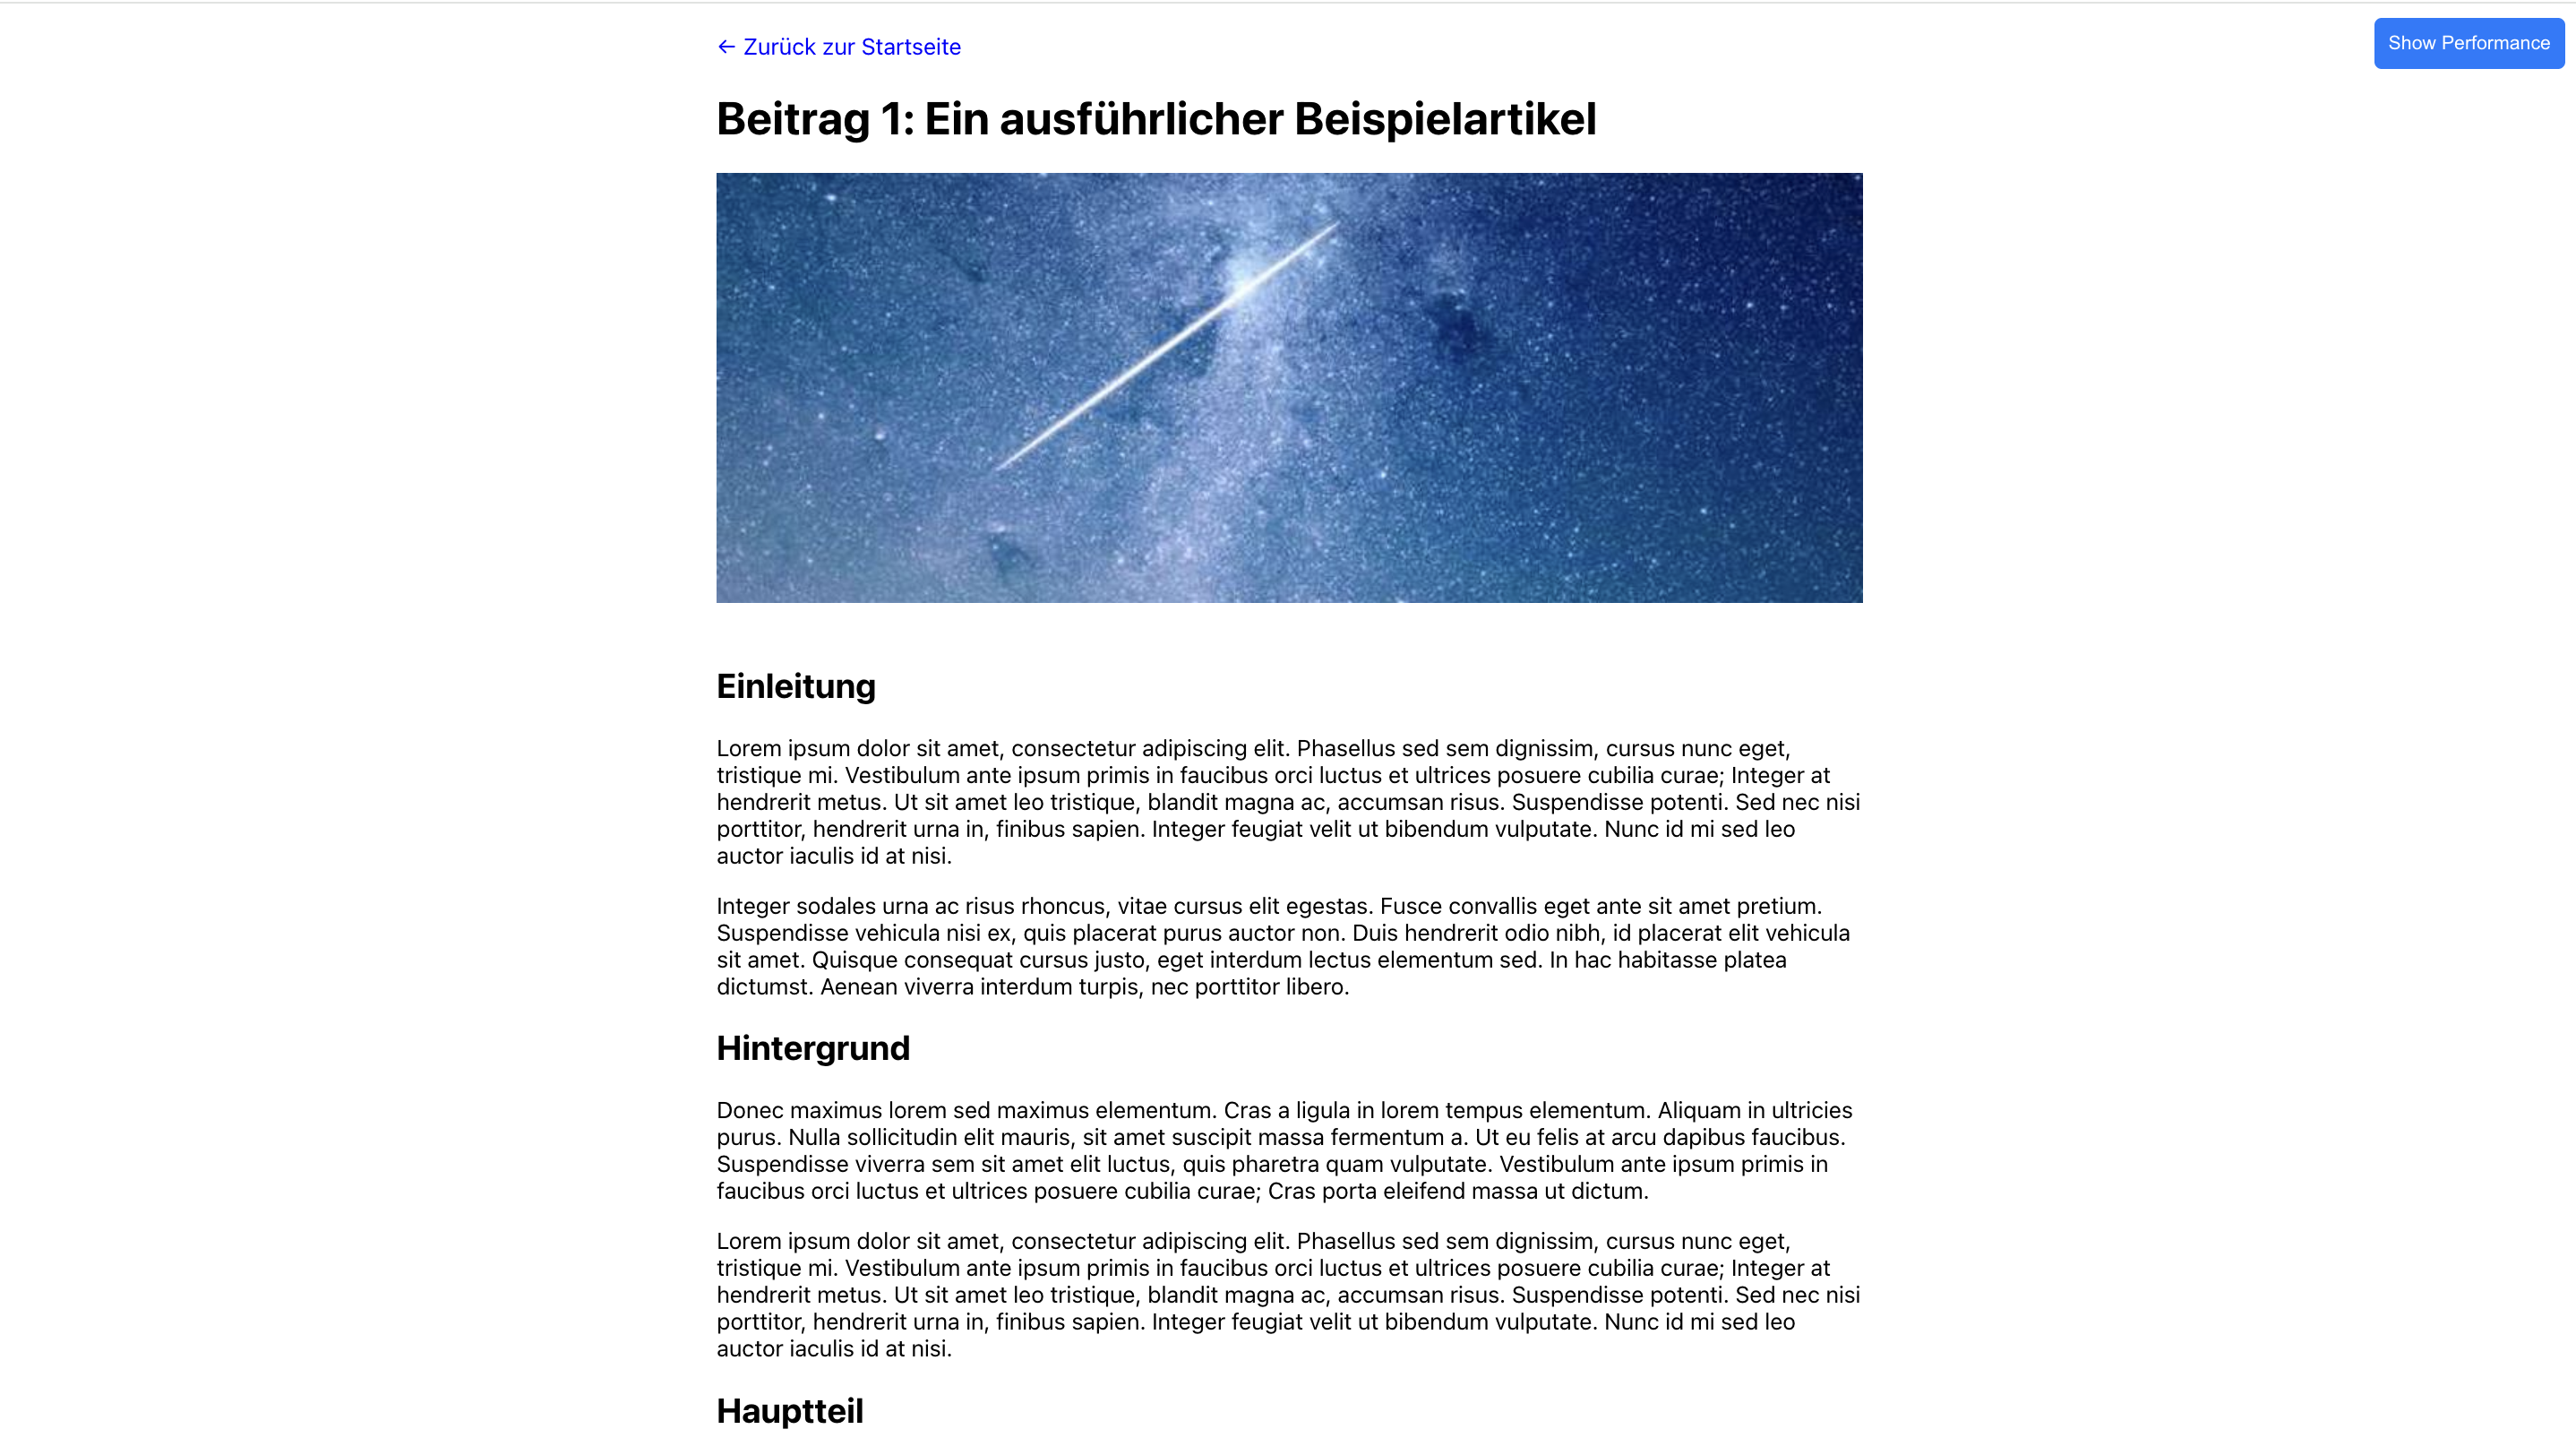 ← Zurück zur Startseite
Show Performance
Beitrag 1: Ein ausführlicher Beispielartikel
Einleitung
Lorem ipsum dolor sit amet, consectetur adipiscing elit. Phasellus sed sem dignissim, cursus nunc eget,
tristique mi. Vestibulum ante ipsum primis in faucibus orci luctus et ultrices posuere cubilia curae; Integer at
hendrerit metus. Ut sit amet leo tristique, blandit magna ac, accumsan risus. Suspendisse potenti. Sed nec nisi
porttitor, hendrerit urna in, finibus sapien. Integer feugiat velit ut bibendum vulputate. Nunc id mi sed leo
auctor iaculis id at nisi.
Integer sodales urna ac risus rhoncus, vitae cursus elit egestas. Fusce convallis eget ante sit amet pretium.
Suspendisse vehicula nisi ex, quis placerat purus auctor non. Duis hendrerit odio nibh, id placerat elit vehicula
sit amet. Quisque consequat cursus justo, eget interdum lectus elementum sed. In hac habitasse platea
dictumst. Aenean viverra interdum turpis, nec porttitor libero.
Hintergrund
Donec maximus lorem sed maximus elementum. Cras a ligula in lorem tempus elementum. Aliquam in ultricies
purus. Nulla sollicitudin elit mauris, sit amet suscipit massa fermentum a. Ut eu felis at arcu dapibus faucibus.
Suspendisse viverra sem sit amet elit luctus, quis pharetra quam vulputate. Vestibulum ante ipsum primis in
faucibus orci luctus et ultrices posuere cubilia curae; Cras porta eleifend massa ut dictum.
Lorem ipsum dolor sit amet, consectetur adipiscing elit. Phasellus sed sem dignissim, cursus nunc eget,
tristique mi. Vestibulum ante ipsum primis in faucibus orci luctus et ultrices posuere cubilia curae; Integer at
hendrerit metus. Ut sit amet leo tristique, blandit magna ac, accumsan risus. Suspendisse potenti. Sed nec nisi
porttitor, hendrerit urna in, finibus sapien. Integer feugiat velit ut bibendum vulputate. Nunc id mi sed leo
auctor iaculis id at nisi.
Hauptteil